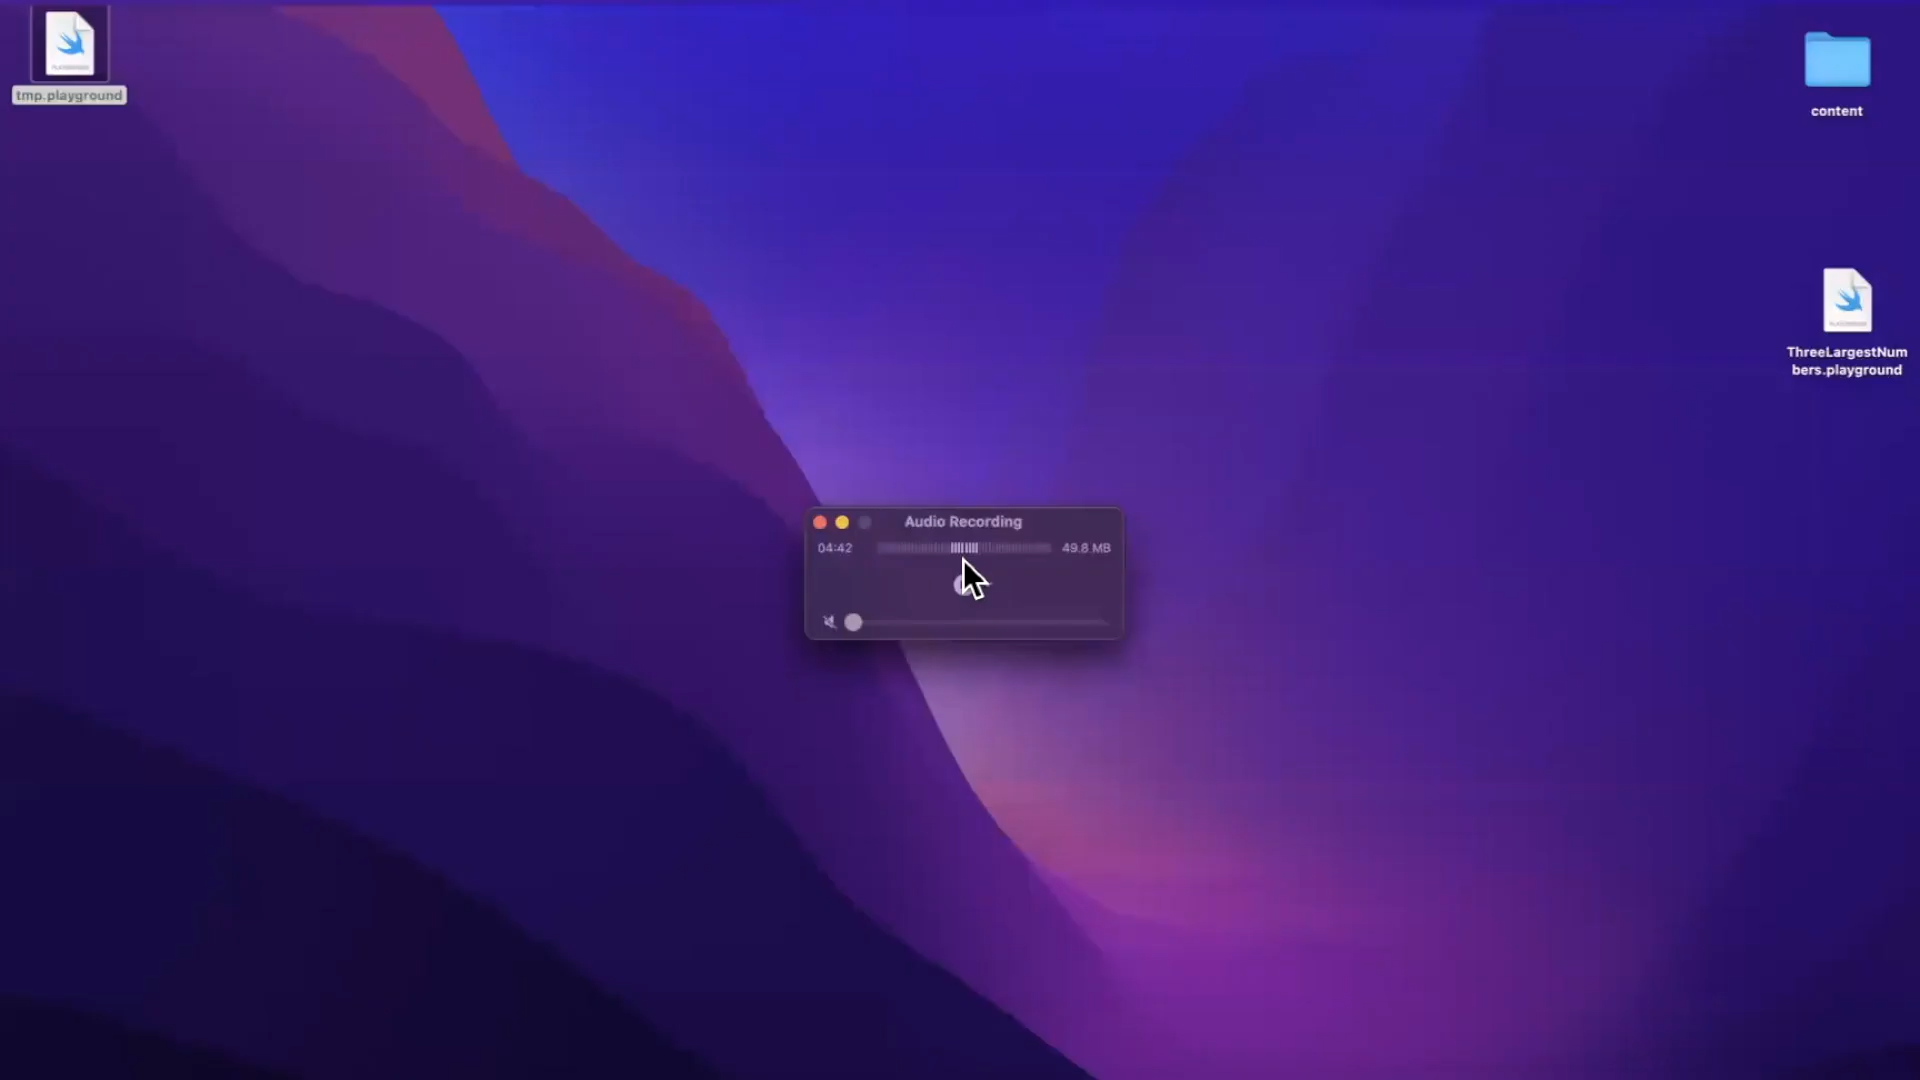 tmp.playground
content
ThreeLargestNum
bers.playground
Audio Recording
04:42
49.8 MB